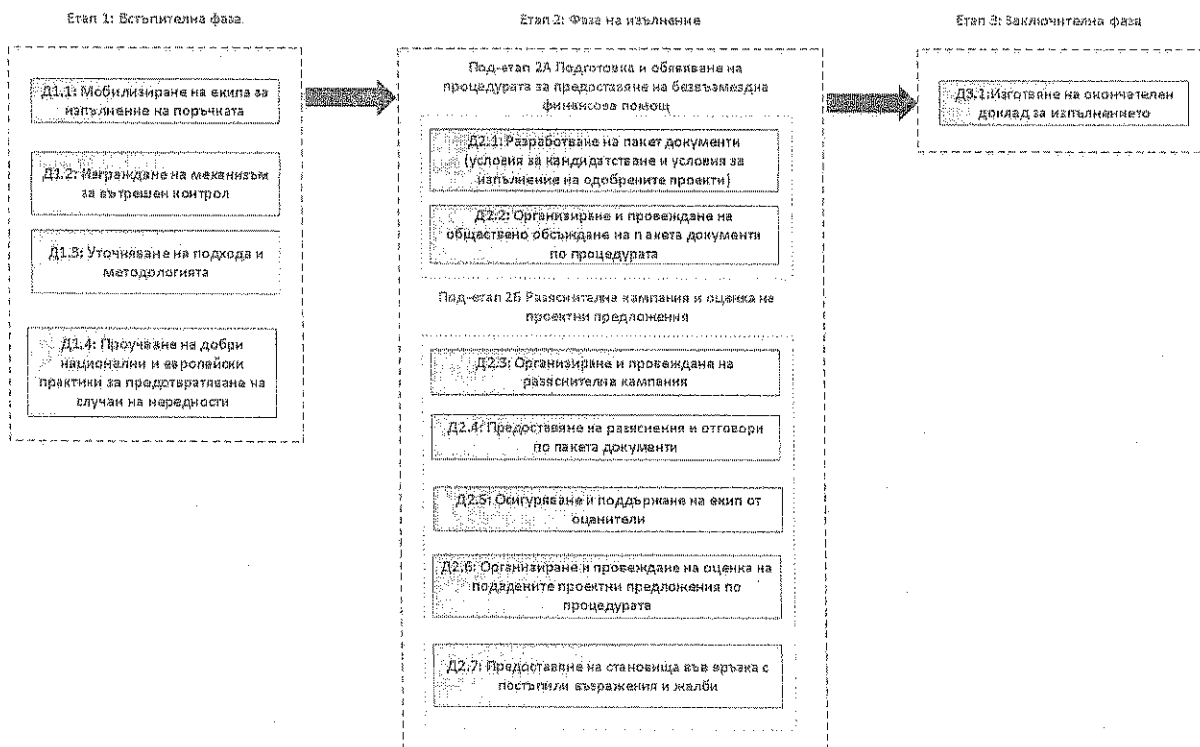 Етап 1: Встъпителна фаза
Д1.1: Мобилизиране на екипа за
изпълнение на поръчката
Д1.2: Изграждане на механизъм
за вътрешен контрол
Д1.3: Уточняване на подхода и
методологията
Д1.4: Проучване на добри
национални и европейски
практики за предотвратяване на
случаи на нередности
Етап 2: Фаза на изълнение
Под-етап 2А Подготовка и обявяване на
процедурата за предоставяне на безвъзмездна
финансова помощ
Д2.1: Разработване на пакет документи
(условия за кандидатстване и условия за
изпълнение на одобрените проекти)
Д2.2: Организиране и провеждане на
обществено обсъждане на пакета документи
по процедурата
Под-етап 2Б Разяснителна кампания и оценка на
проектни предложения
Д2.3: Организиране и провеждане на
разяснителна кампания
Д2.4: Предоставяне на разяснения и отговори
по пакета документи
Д2.5: Осигуряване и поддържане на екип от
оценители
Д2.6: Организиране и провеждане на оценка на
подадените проектни предложения по
процедурата
Д2.7: Предоставяне на становища във връзка с
постъпили възражения и жалби
Етап 3: Заключителна фаза
Д3.1:Изготвяне на окончателен
доклад за изпълнението